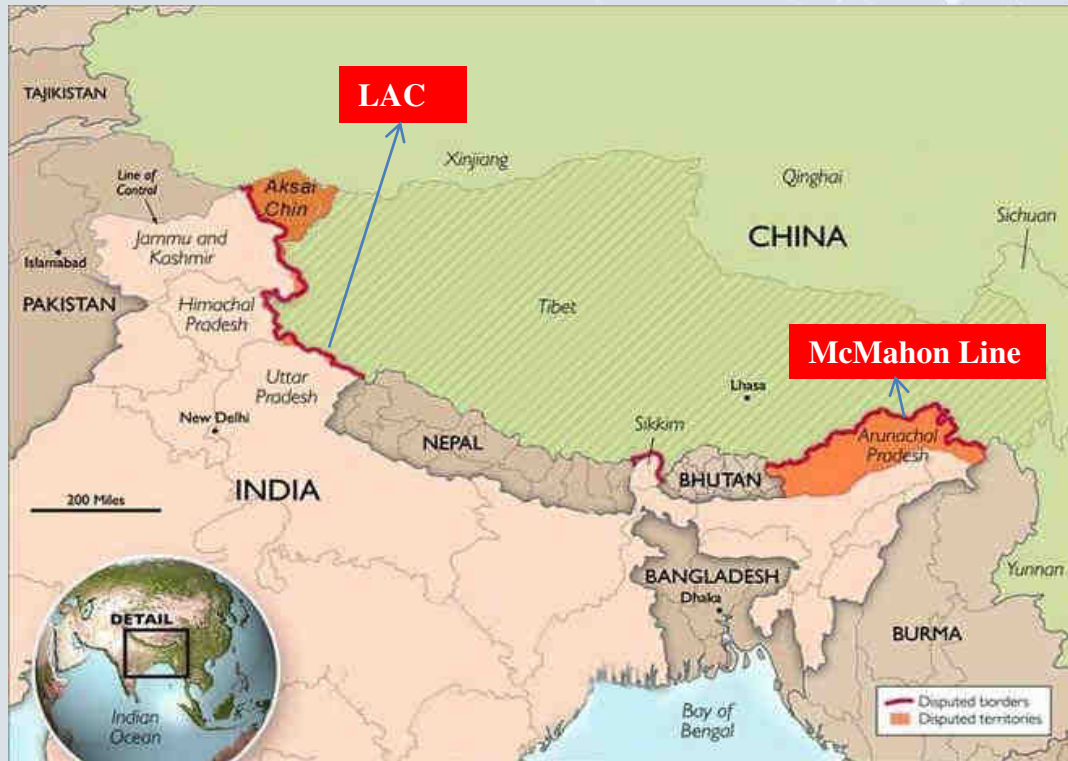 LAC
TAJIKISTAN
Xinjiang
Qinghai
Line of
Control
Aksai
Chin
Sichuan
CHINA
Jammu and
Kashmir
Islamabad
PAKISTAN
Himachal
Pradesh
Tibet
McMahon Line
Uttar
Pradesh
Lhasa
New Delhi
NEPAL
Sikkim
Arunachal
Pradesh
BHUTAN
INDIA
200 Miles
BANGLADESH
Dhaka
Yunnan
DETAIL
BURMA
Indian
Ocean
Bay of
Bengal
Disputed borders
Disputed territories